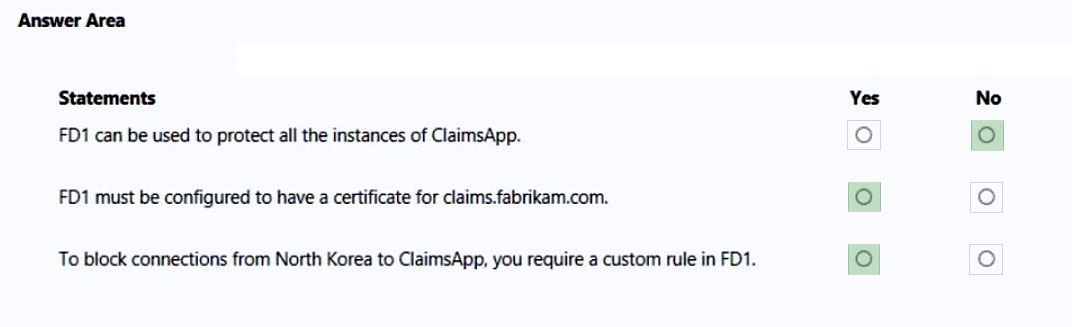 Answer Area
Statements Yes No
FD1 can be used to protect all the instances of ClaimsApp.
FD1 must be configured to have a certificate for claims.fabrikam.com.
To block connections from North Korea to ClaimsApp, you require a custom rule in FD1.